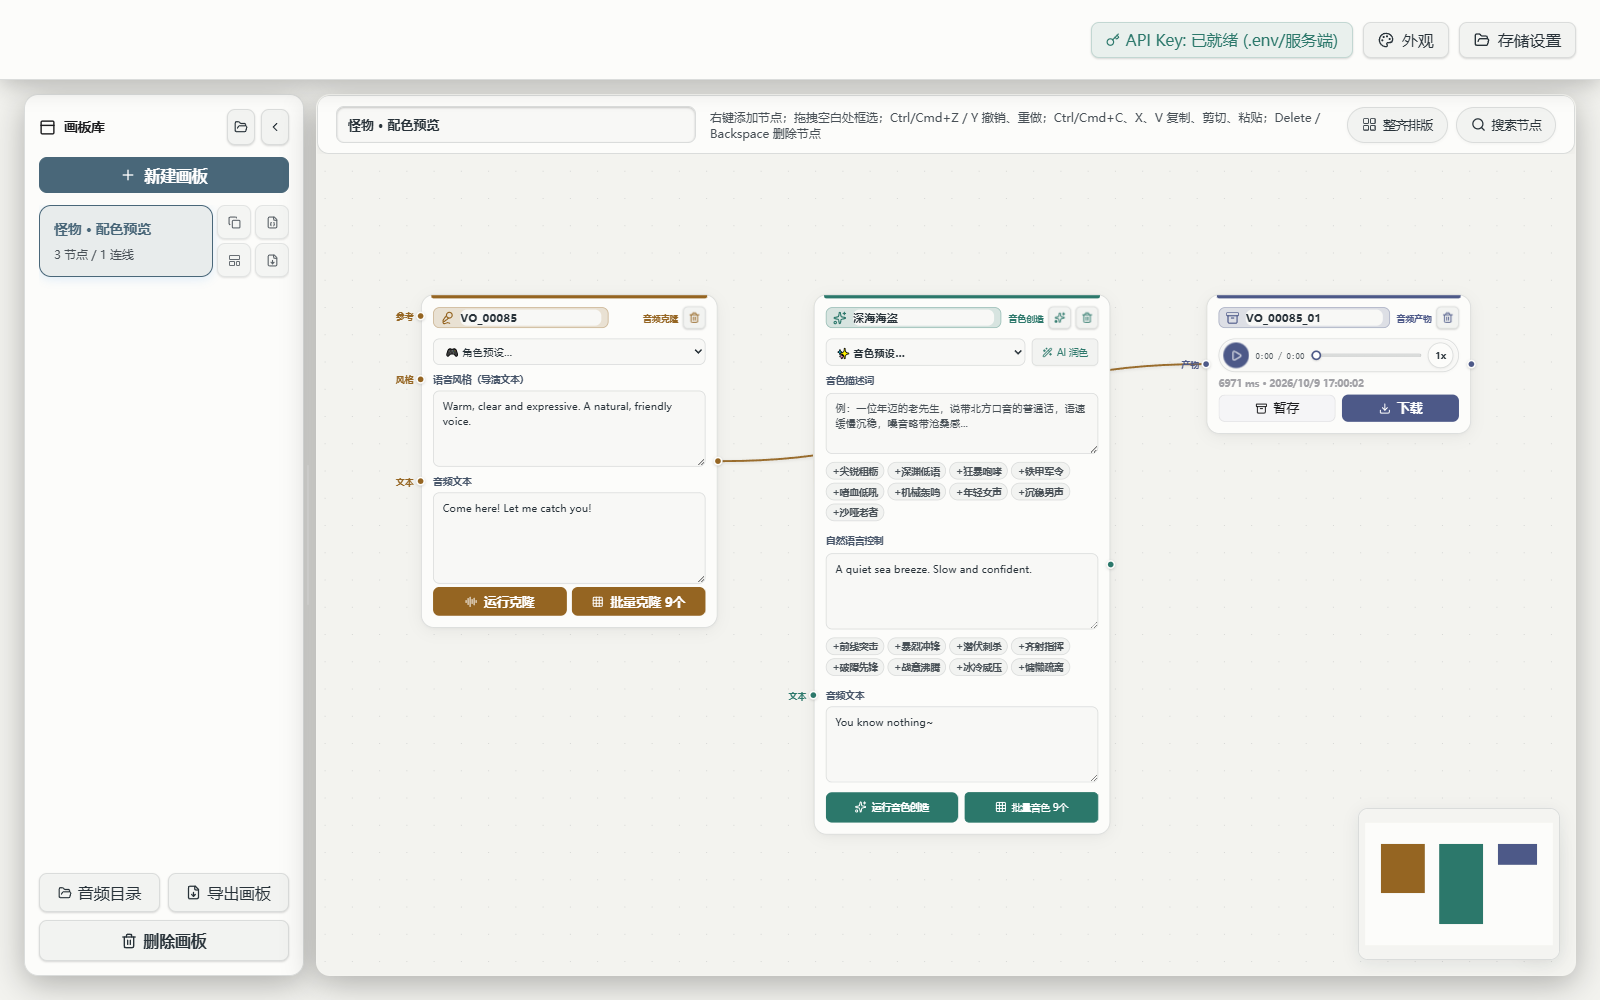 API Key: 已就绪 (.env/服务端)
外观
存储设置
画板库
新建画板
怪物 • 配色预览
3 节点 / 1 连线
音频目录
导出画板
删除画板
怪物 • 配色预览
右键添加节点；拖拽空白处框选；Ctrl/Cmd+Z / Y 撤销、重做；Ctrl/Cmd+C、X、V 复制、剪切、粘贴；Delete /
Backspace 删除节点
整齐排版
搜索节点
参考
VO_00085
音频克隆
角色预设...
风格
语音风格（导演文本）
Warm, clear and expressive. A natural, friendly
voice.
文本
音频文本
Come here! Let me catch you!
运行克隆
批量克隆 9个
深海海盗
音色创造
音色预设...
AI 润色
音色描述词
例：一位年迈的老先生，说带北方口音的普通话，语速
缓慢沉稳，嗓音略带沧桑感...
+尖锐粗粝
+深渊低语
+狂暴咆哮
+铁甲军令
+嗜血低吼
+机械轰鸣
+年轻女声
+沉稳男声
+沙哑老者
自然语言控制
A quiet sea breeze. Slow and confident.
+前线突击
+暴烈冲锋
+潜伏刺杀
+齐射指挥
+破障先锋
+战意沸腾
+冰冷威压
+慵懒疏离
文本
音频文本
You know nothing~
运行音色创造
批量音色 9个
VO_00085_01
音频产物
产物
0:00 / 0:00
1x
6971 ms • 2026/10/9 17:00:02
暂存
下载